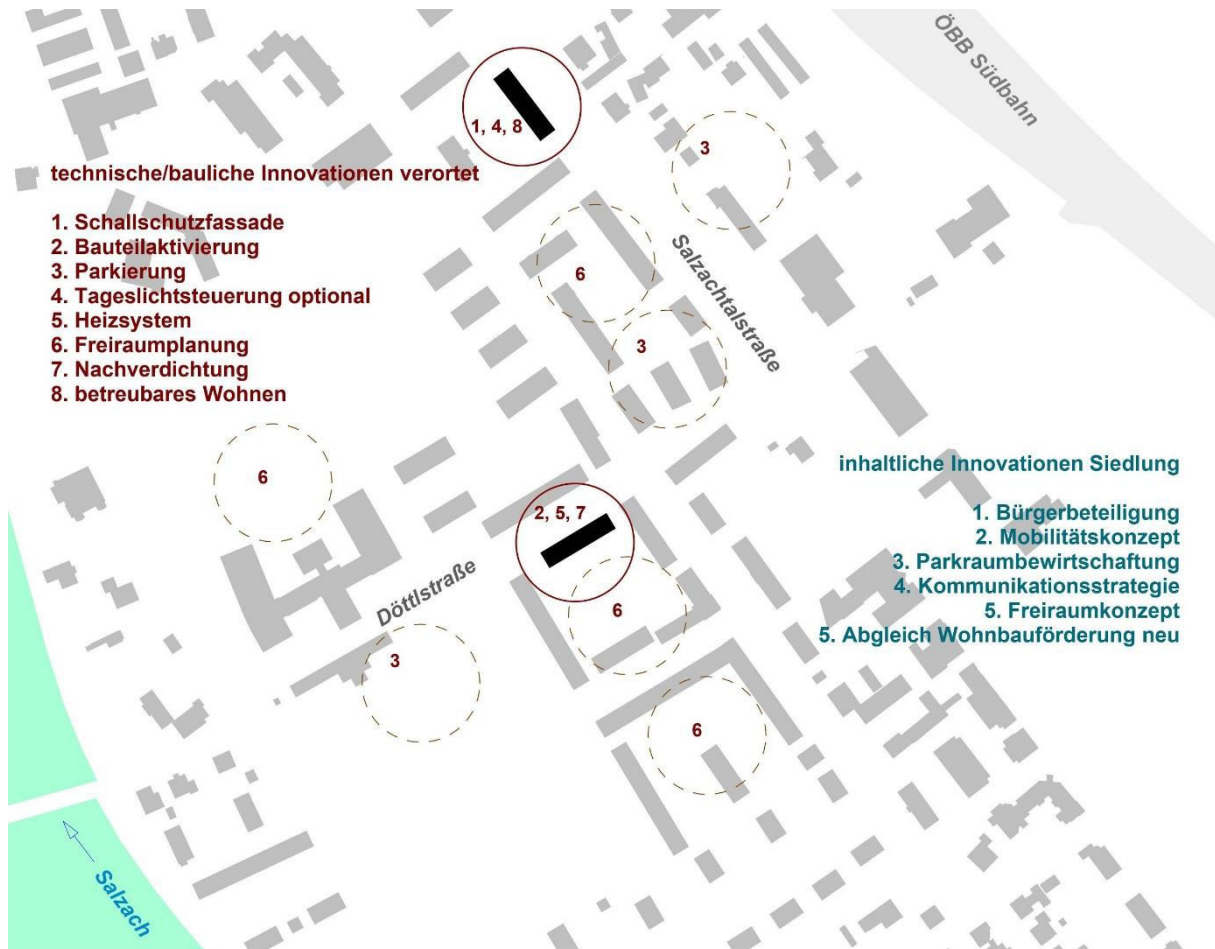 ÖBB Südbahn
1, 4, 8
3
technische/bauliche Innovationen verortet
1. Schallschutzfassade
2. Bauteilaktivierung
3. Parkierung
4. Tageslichtsteuerung optional
5. Heizsystem
6. Freiraumplanung
7. Nachverdichtung
8. betreubares Wohnen
6
Salzachtalstraße
3
6
inhaltliche Innovationen Siedlung
1. Bürgerbeteiligung
2. Mobilitätskonzept
3. Parkraumbewirtschaftung
4. Kommunikationsstrategie
5. Freiraumkonzept
5. Abgleich Wohnbauförderung neu
2, 5, 7
Döttlstraße
6
3
6
Salzach